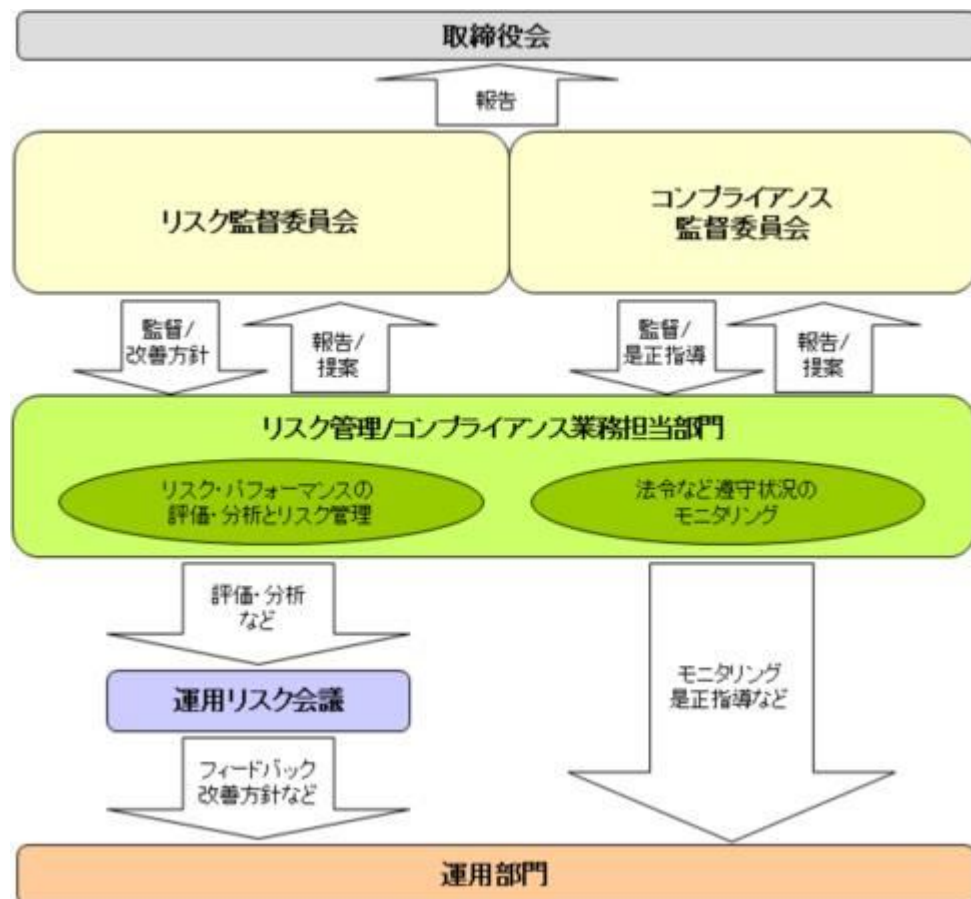 取締役会
報告
リスク監督委員会
コンプライアンス
監督委員会
監督/
改善方針
報告/
提案
監督/
是正指導
報告/
提案
リスク管理/コンプライアンス業務担当部門
リスク・パフォーマンスの
評価・分析とリスク管理
法令など遵守状況の
モニタリング
評価・分析
など
運用リスク会議
モニタリング
是正指導など
フィードバック
改善方針など
運用部門